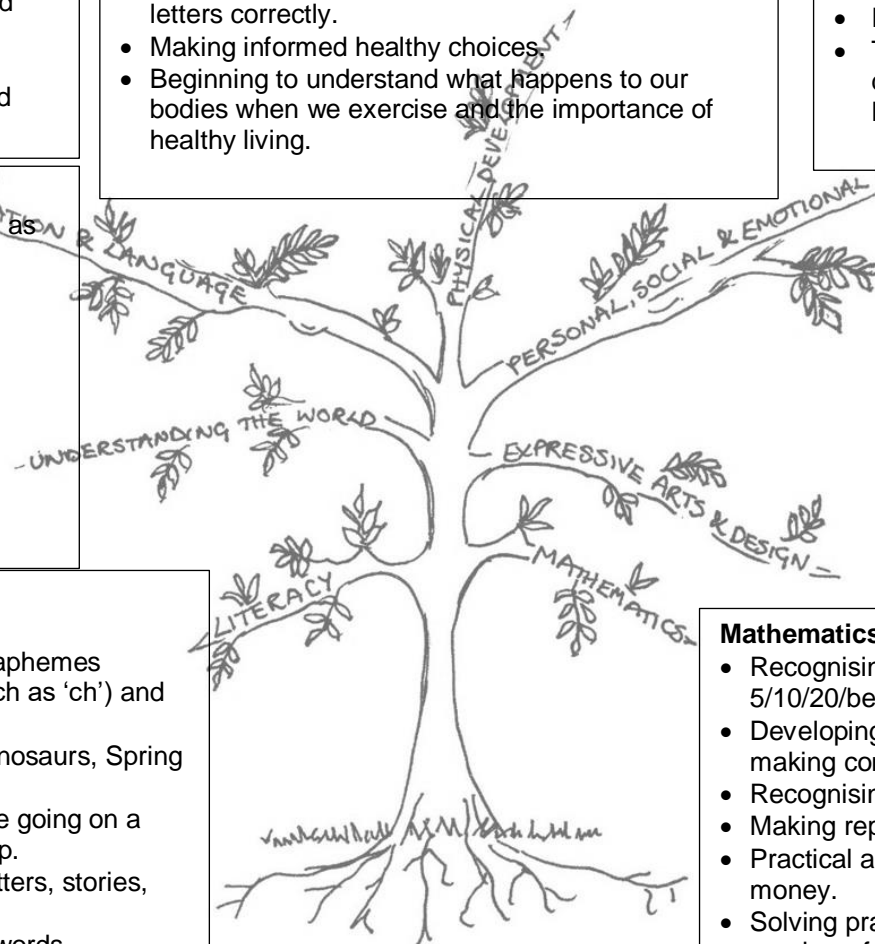 d
d
letters correctly.
• Making informed healthy choices.
• Beginning to understand what happens to our
bodies when we exercise and the importance of
healthy living.
as
& LANGUAGE
PHYSICAL DEVELOPMENT
PERSONAL, SOCIAL & EMOTIONAL
UNDERSTANDING THE WORLD
EXPRESSIVE ARTS & DESIGN
LITERACY
MATHEMATICS
aphemes
ch as ‘ch’) and
nosaurs, Spring
e going on a
p.
tters, stories,
words
Mathematics
• Recognisin
5/10/20/be
• Developing
making co
• Recognisin
• Making rep
• Practical a
money.
• Solving pra